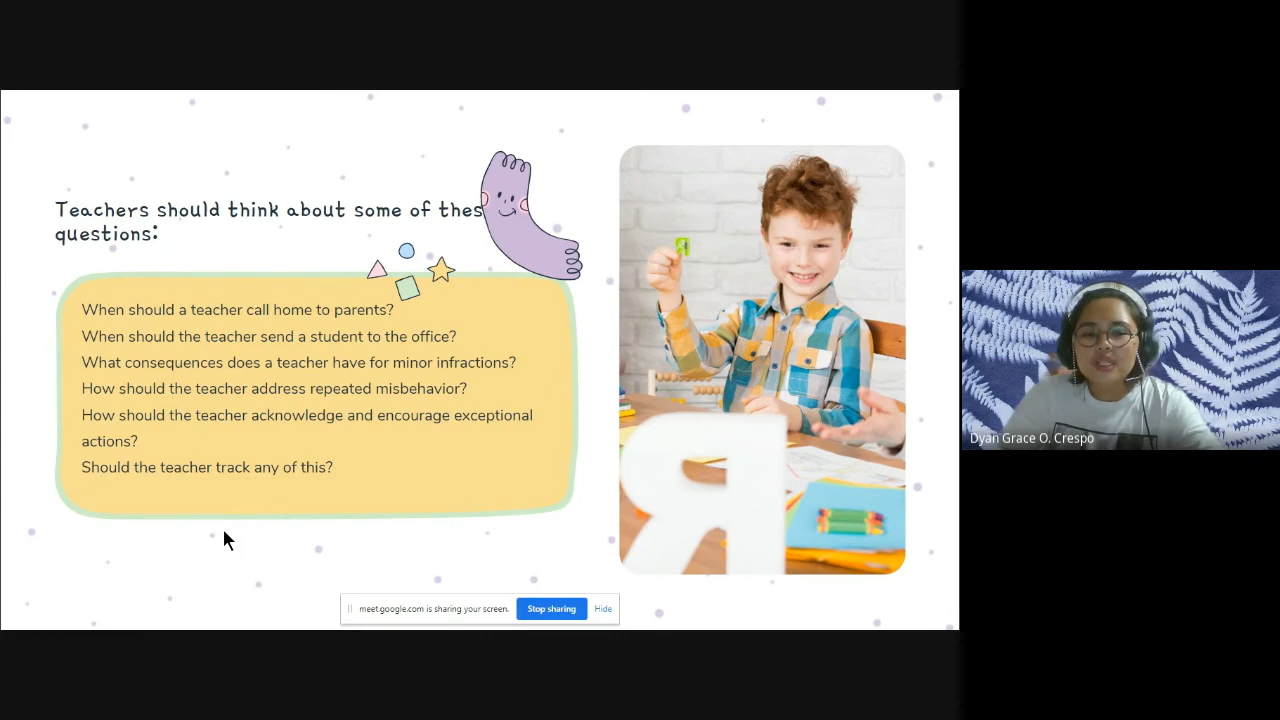 Teachers should think about some of thes
questions:
When should a teacher call home to parents?
When should the teacher send a student to the office?
What consequences does a teacher have for minor infractions?
How should the teacher address repeated misbehavior?
How should the teacher acknowledge and encourage exceptional
actions?
Should the teacher track any of this?
meet.google.com is sharing your screen. Stop sharing Hide
Dyan Grace O. Crespo